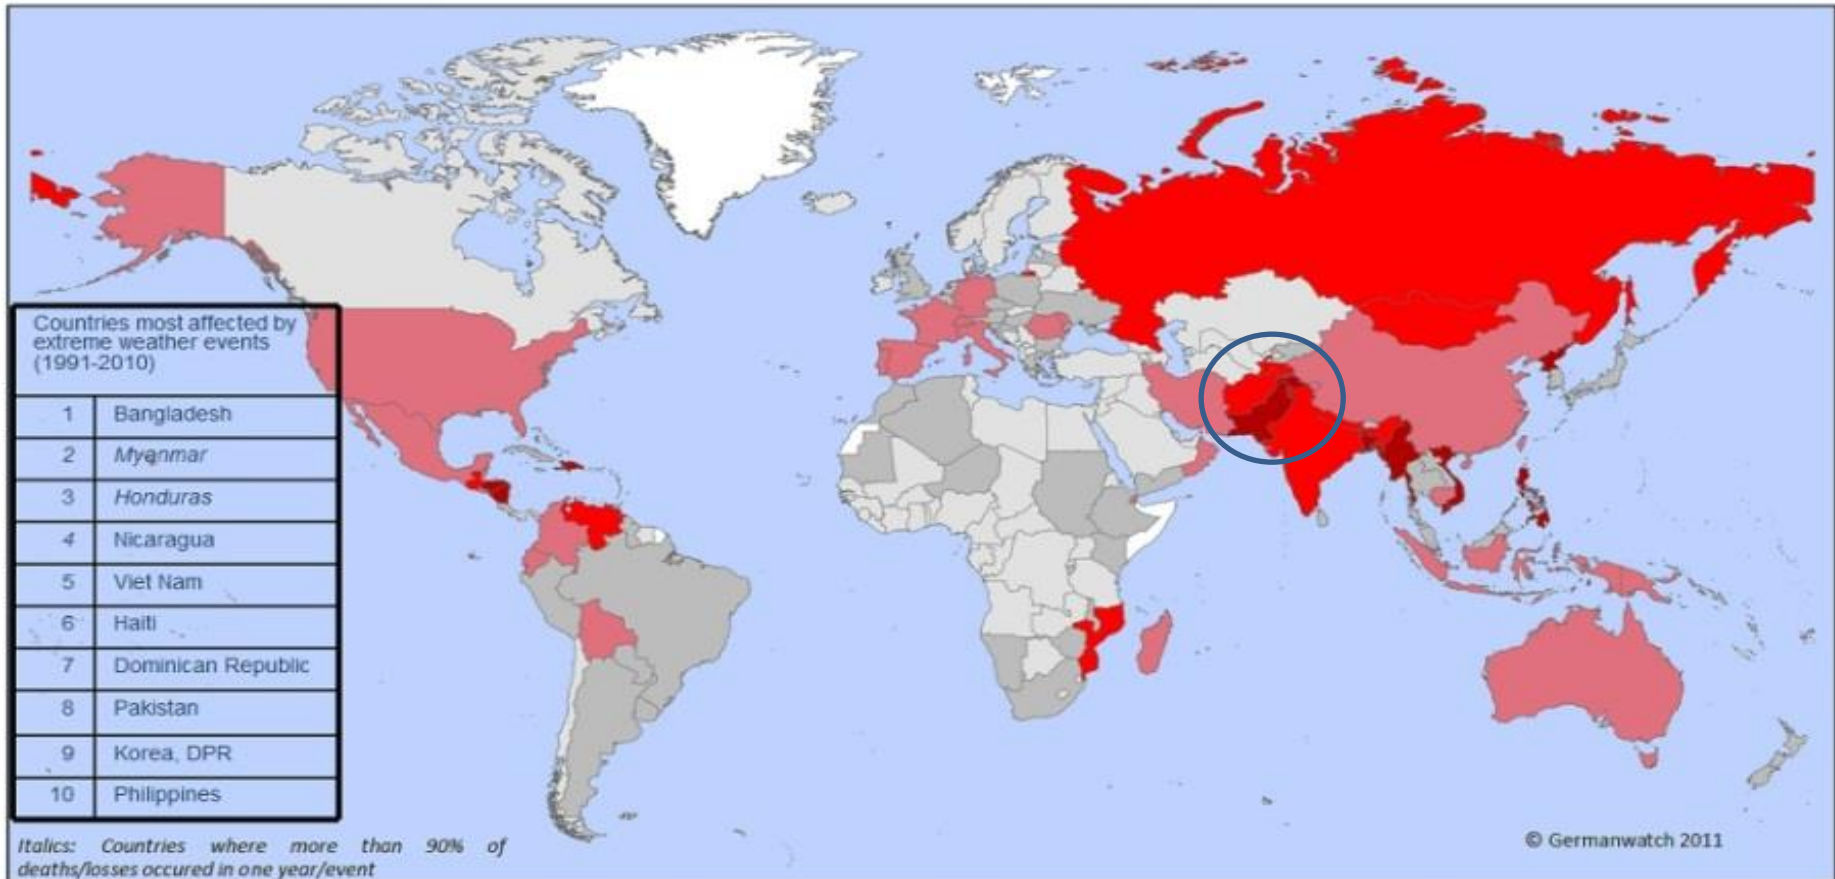 Countries most affected by
extreme weather events
(1991-2010)
1 Bangladesh
2 Myanmar
3 Honduras
4 Nicaragua
5 Viet Nam
6 Haiti
7 Dominican Republic
8 Pakistan
9 Korea, DPR
10 Philippines
Italics: Countries where more than 90% of
deaths/losses occured in one year/event
© Germanwatch 2011